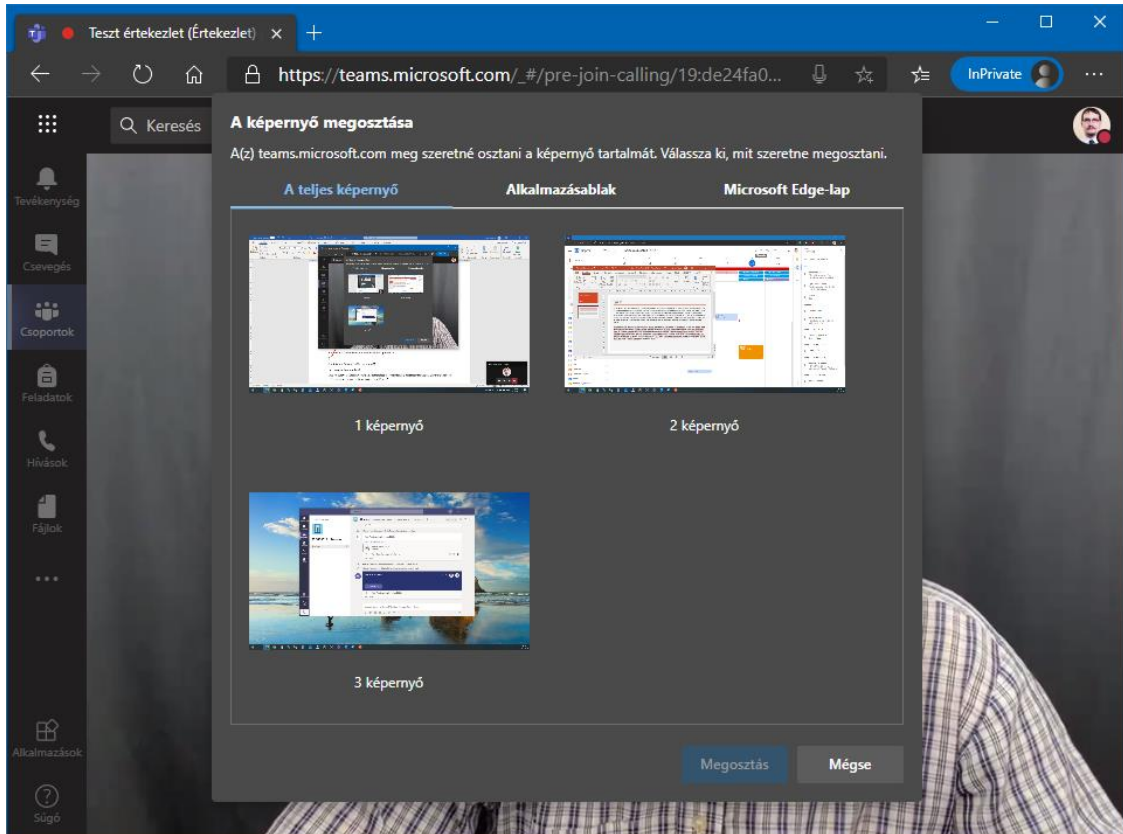 Teszt értekezlet (Értekezlet)
https://teams.microsoft.com/_#/pre-join-calling/19:de24fa0...
InPrivate
Keresés
Tevékenység
Csevegés
Csoportok
Feladatok
Hívások
Fájlok
Alkalmazások
Súgó
A képernyő megosztása
A(z) teams.microsoft.com meg szeretné osztani a képernyő tartalmát. Válassza ki, mit szeretne megosztani.
A teljes képernyő
Alkalmazásablak
Microsoft Edge-lap
1 képernyő
2 képernyő
3 képernyő
Megosztás
Mégse